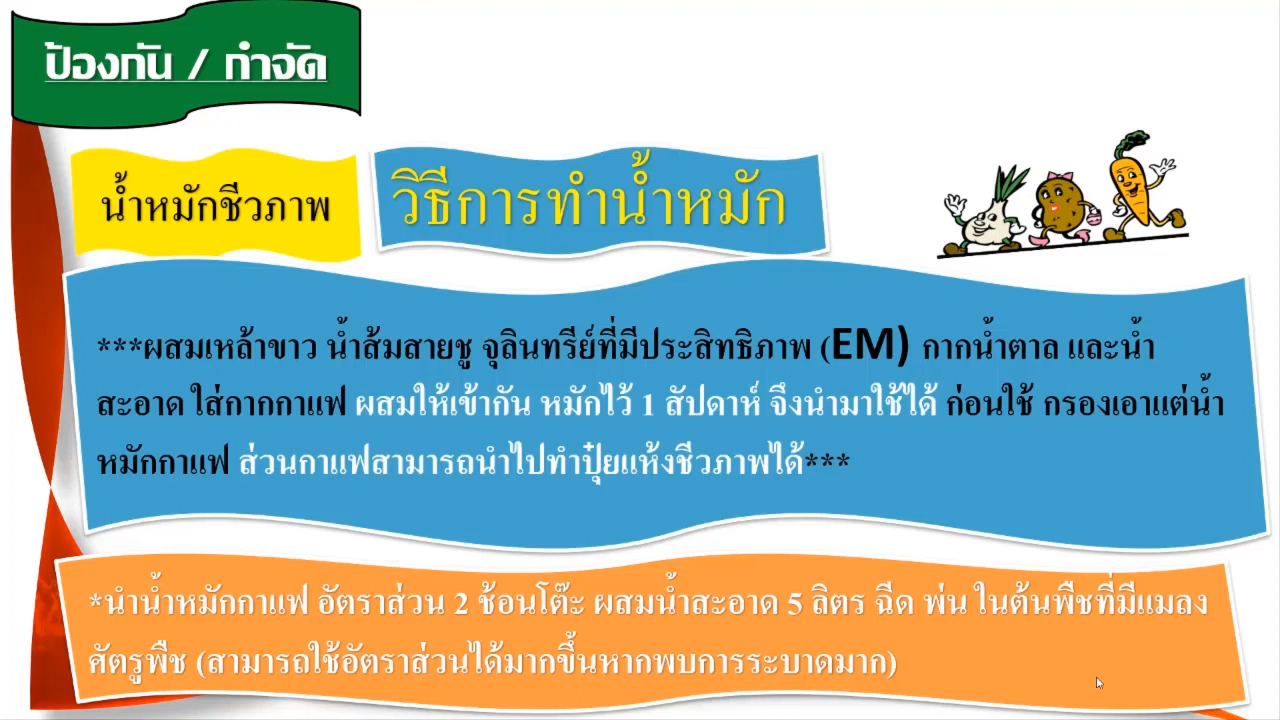 ป้องกัน / กำจัด
น้ำหมักชีวภาพ
วิธีการทำน้ำหมัก
***ผสมเหล้าขาว น้ำส้มสายชู จุลินทรีย์ที่มีประสิทธิภาพ (EM) กากน้ำตาล และน้ำ
สะอาด ใส่กากกาแฟ ผสมให้เข้ากัน หมักไว้ 1 สัปดาห์ จึงนำมาใช้ได้ ก่อนใช้ กรองเอาแต่น้ำ
หมักกาแฟ ส่วนกาแฟสามารถนำไปทำปุ๋ยแห้งชีวภาพได้***
*นำน้ำหมักกาแฟ อัตราส่วน 2 ช้อนโต๊ะ ผสมน้ำสะอาด 5 ลิตร ฉีด พ่น ในต้นพืชที่มีแมลง
ศัตรูพืช (สามารถใช้อัตราส่วนได้มากขึ้นหากพบการระบาดมาก)